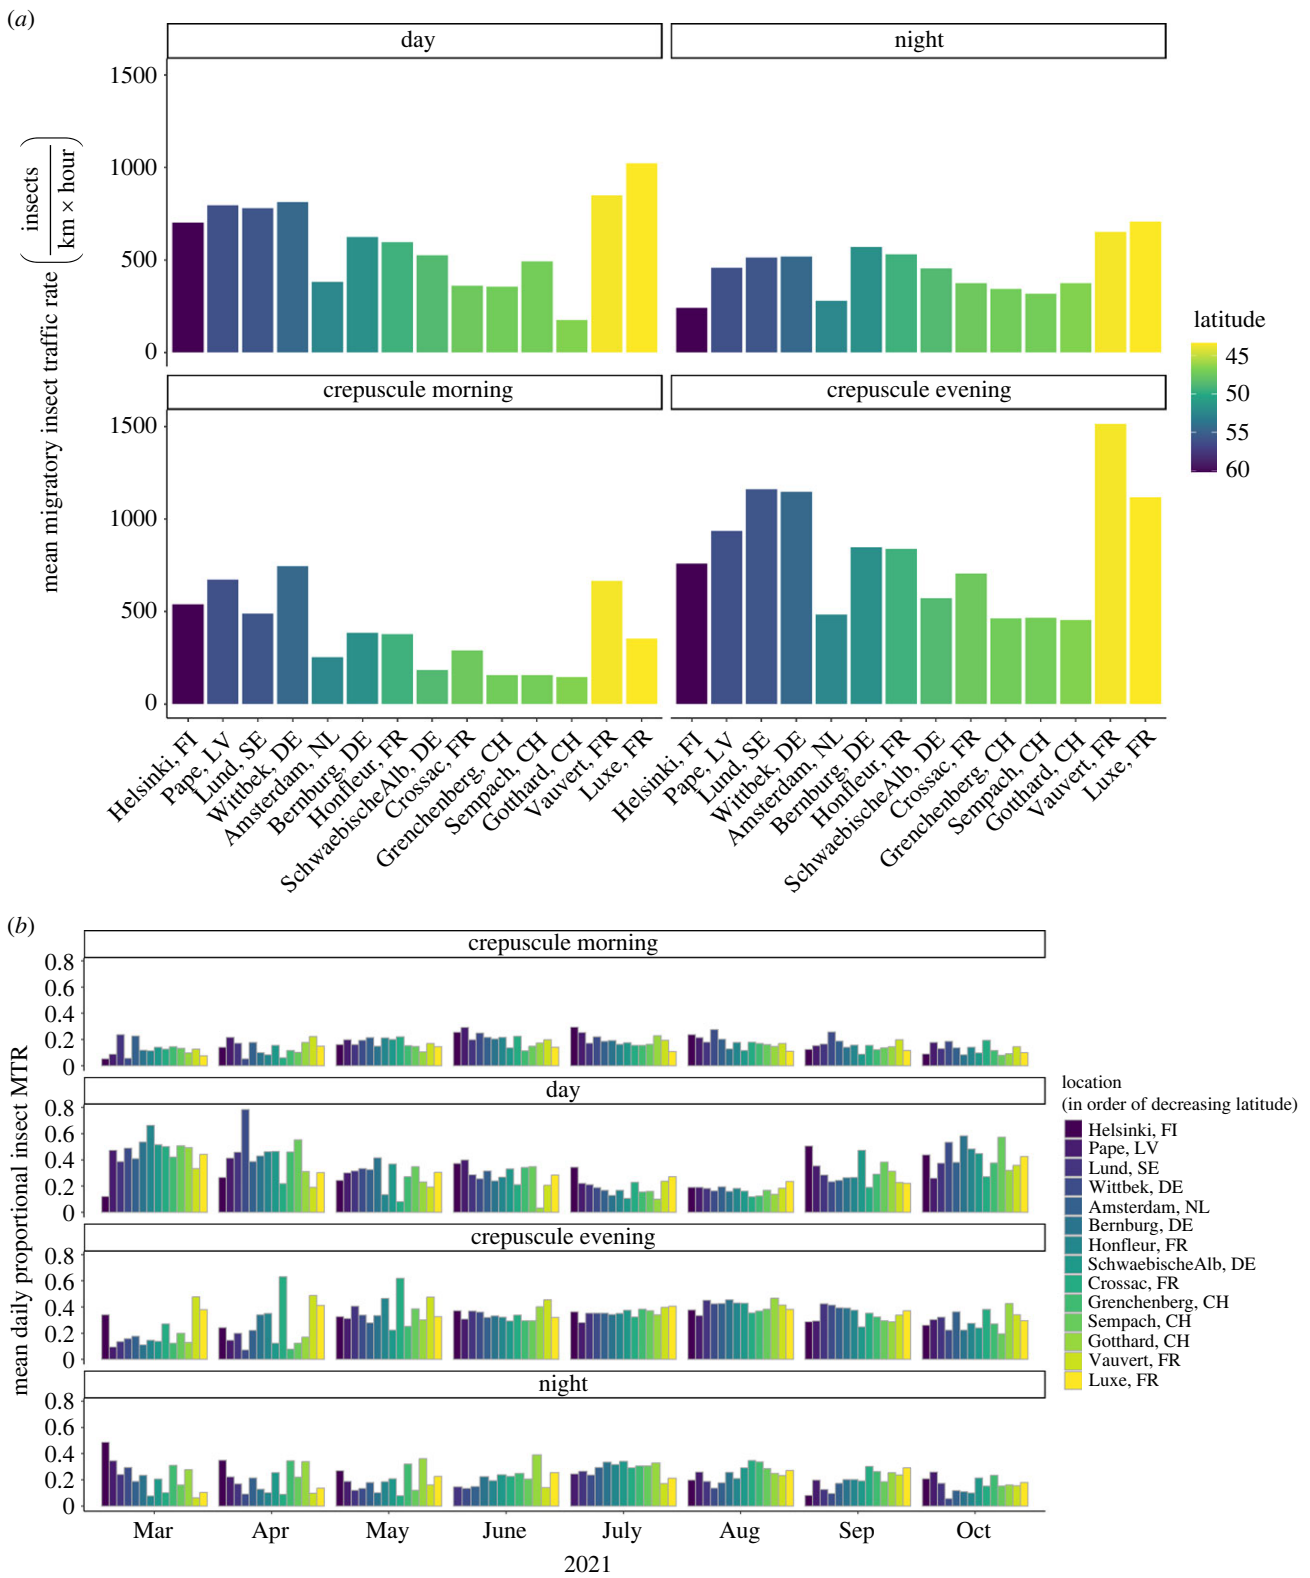 (a)
day
night
1500
1000
500
0
mean migratory insect traffic rate ( insects / km × hour )
latitude
45
50
55
60
crepuscule morning
crepuscule evening
1500
1000
500
0
Helsinki, FI
Pape, LV
Lund, SE
Wittbek, DE
Amsterdam, NL
Bernburg, DE
Honfleur, FR
SchwaebischeAlb, DE
Crossac, FR
Grenchenberg, CH
Sempach, CH
Gotthard, CH
Vauvert, FR
Luxe, FR
Helsinki, FI
Pape, LV
Lund, SE
Wittbek, DE
Amsterdam, NL
Bernburg, DE
Honfleur, FR
SchwaebischeAlb, DE
Crossac, FR
Grenchenberg, CH
Sempach, CH
Gotthard, CH
Vauvert, FR
Luxe, FR
(b)
mean daily proportional insect MTR
crepuscule morning
0.8
0.6
0.4
0.2
0
day
0.8
0.6
0.4
0.2
0
crepuscule evening
0.8
0.6
0.4
0.2
0
night
0.8
0.6
0.4
0.2
0
Mar
Apr
May
June
July
Aug
Sep
Oct
2021
location
(in order of decreasing latitude)
Helsinki, FI
Pape, LV
Lund, SE
Wittbek, DE
Amsterdam, NL
Bernburg, DE
Honfleur, FR
SchwaebischeAlb, DE
Crossac, FR
Grenchenberg, CH
Sempach, CH
Gotthard, CH
Vauvert, FR
Luxe, FR